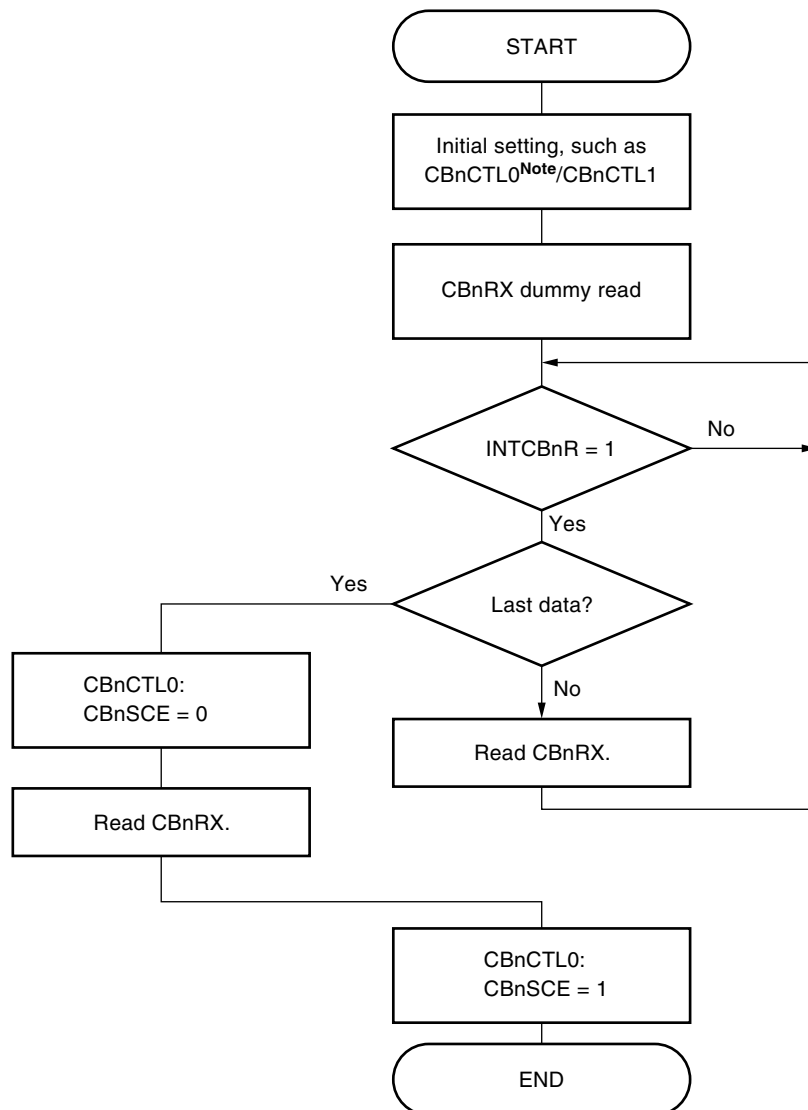 START
Initial setting, such as
CBnCTL0Note/CBnCTL1
CBnRX dummy read
INTCBnR = 1
No
Yes
Last data?
Yes
No
CBnCTL0:
CBnSCE = 0
Read CBnRX.
Read CBnRX.
CBnCTL0:
CBnSCE = 1
END